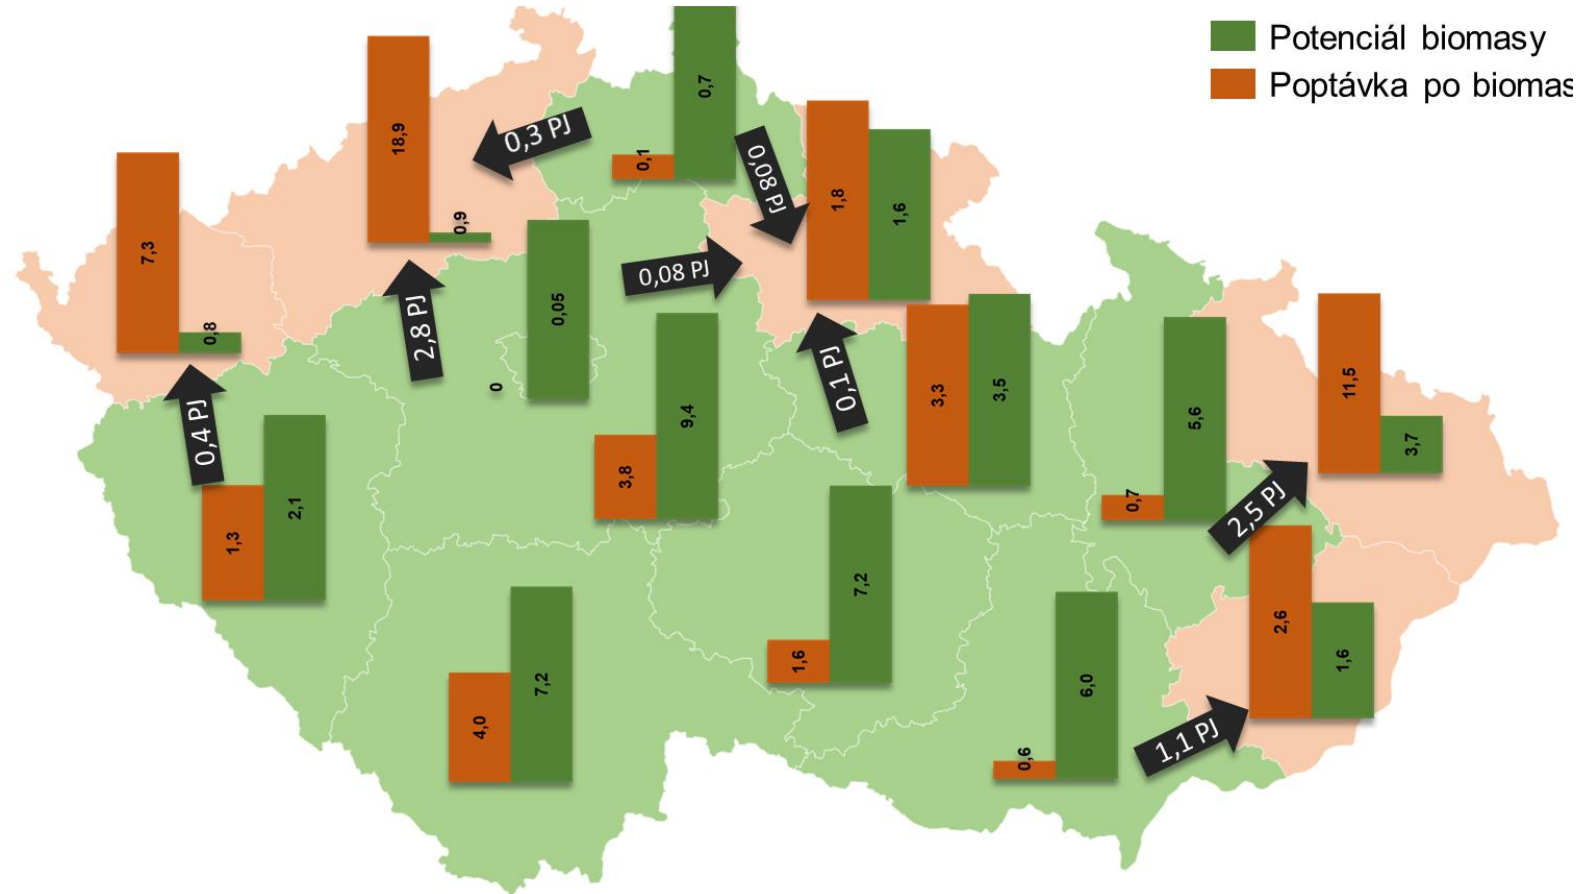 Potenciál biomasy
Poptávka po biomas
0,7
18,9
0,3 PJ
0,1
0,08 PJ
1,8
1,6
7,3
0,9
0,8
0,05
0,08 PJ
2,8 PJ
0
0,1 PJ
3,3
3,5
11,5
3,7
5,6
0,7
2,5 PJ
0,4 PJ
9,4
3,8
1,3
2,1
7,2
1,6
2,6
1,6
4,0
7,2
6,0
0,6
1,1 PJ